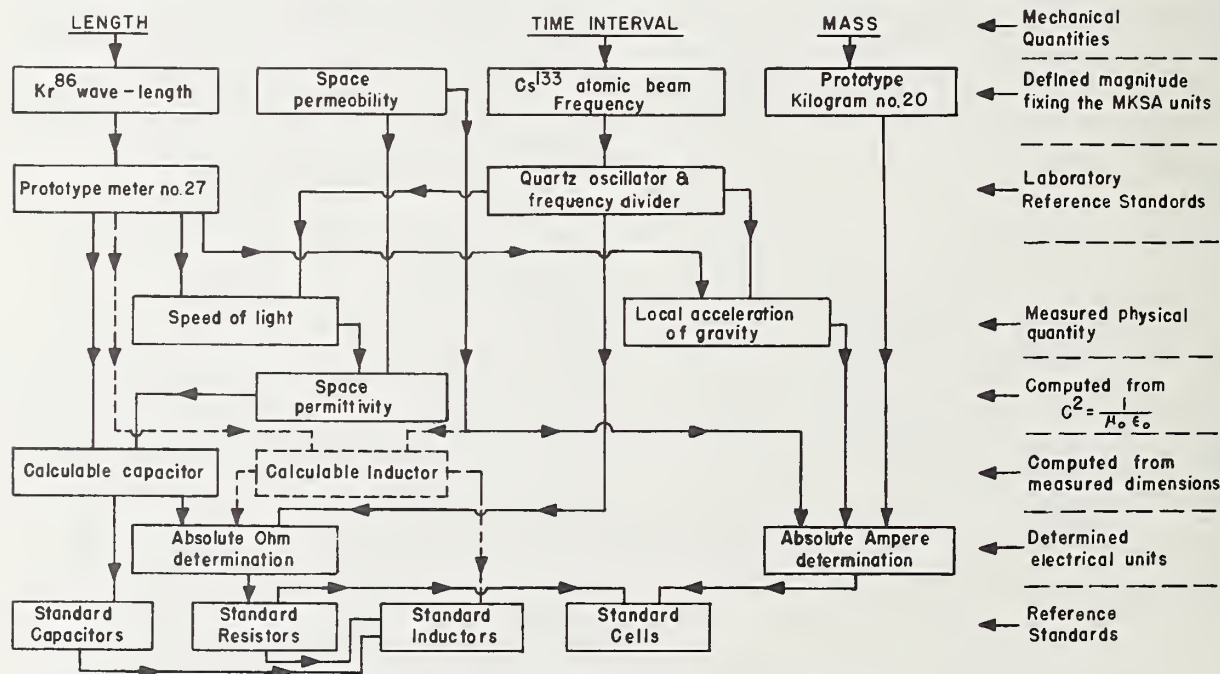 LENGTH
TIME INTERVAL
MASS
Mechanical
Quantities
Kr86 wave-length
Space
permeobility
Cs133 atomic beam
Frequency
Prototype
Kilogram no.20
Defined magnitude
fixing the MKSA units
Prototype meter no.27
Quartz oscillator &
frequency divider
Laboratory
Reference Standords
Speed of light
Local acceleration
of gravity
Measured physical
quantity
Space
permittivity
Computed from
C² = 1/μ₀ ε₀
Calculable capacitor
Calculable Inductor
Computed from
measured dimensions
Absolute Ohm
determination
Absolute Ampere
determination
Determined
electrical units
Standard
Capacitors
Standard
Resistors
Standard
Inductors
Standard
Cells
Reference
Standards